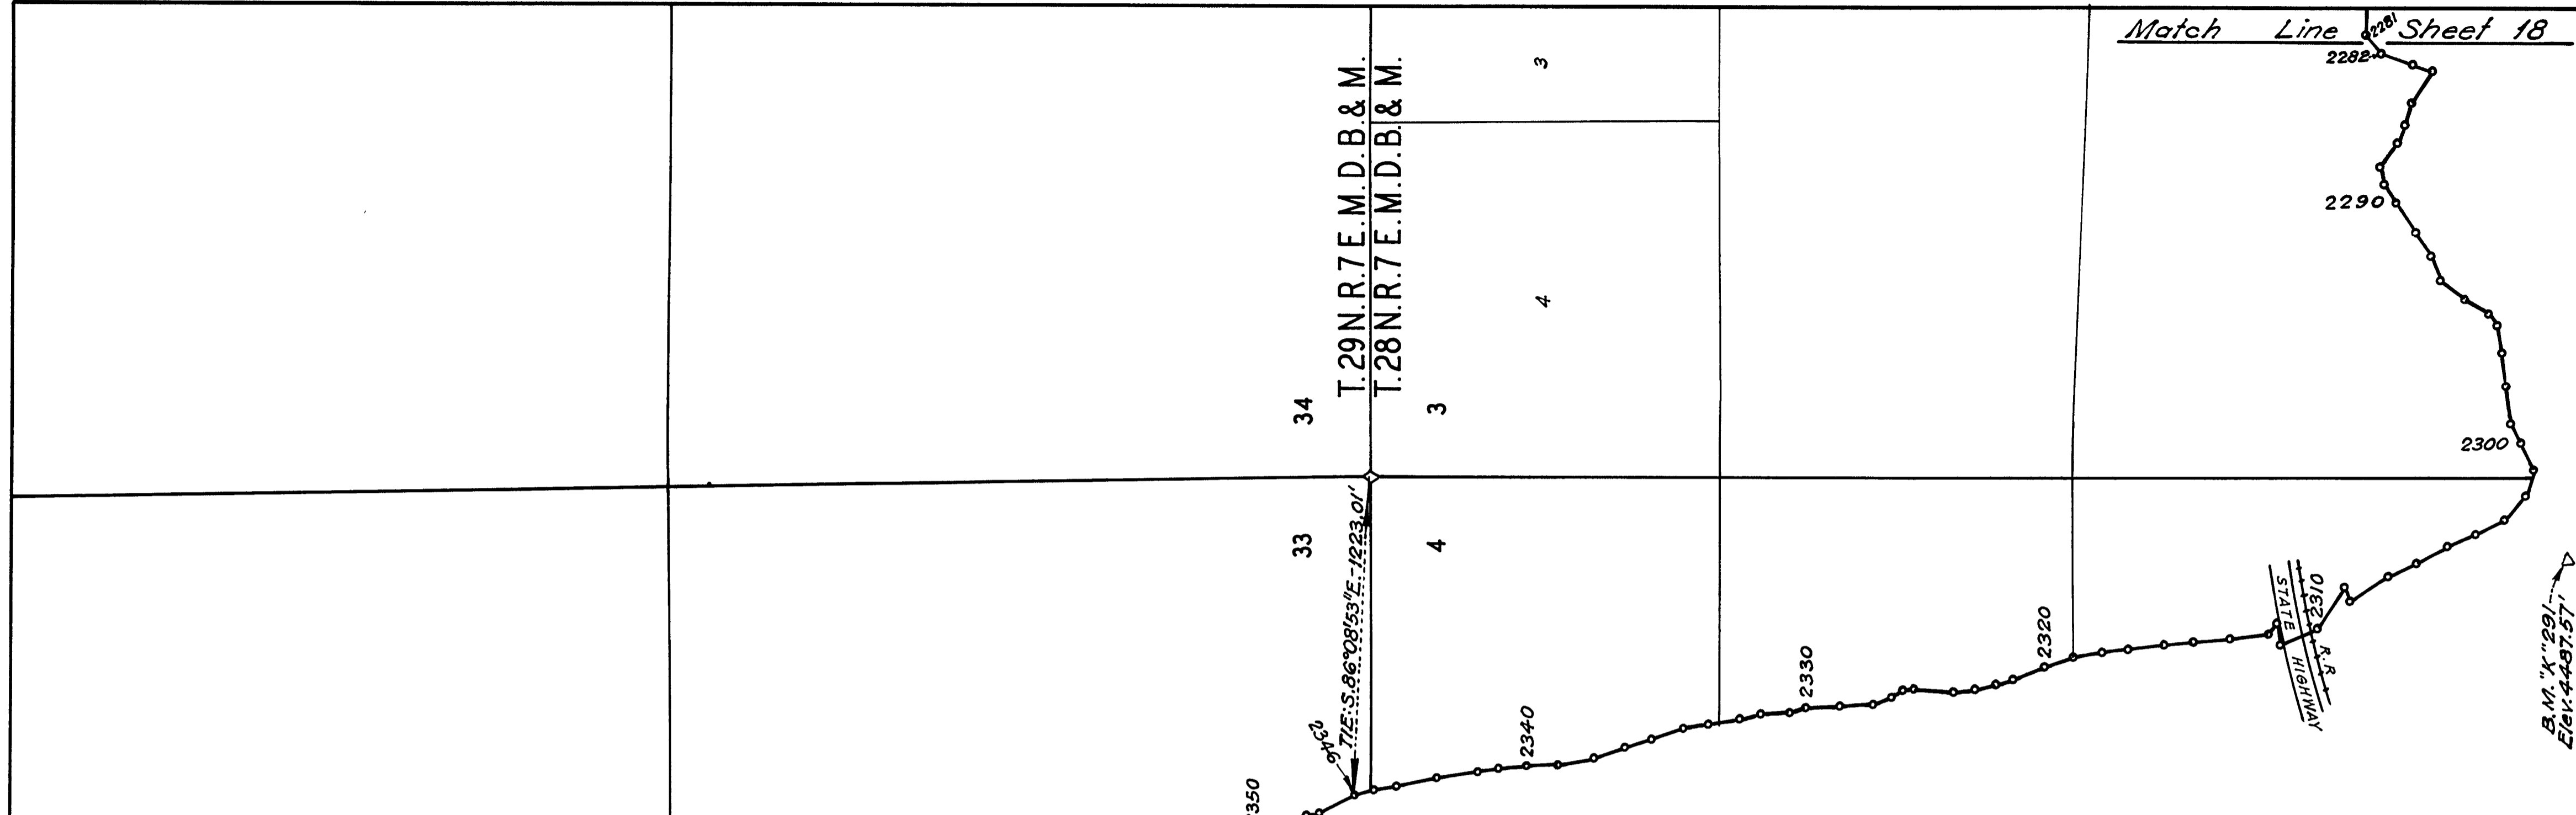 Match Line Sheet 18
2281
2282
T.29N.R.7E.M.D.B.& M.
T.28N.R.7E.M.D.B.& M.
3
4
2290
34
3
2300
33
4
TIE:S.86°08'53"E.-1223.01'
2310
STATE HIGHWAY
R.R
B.M."K"291
Elev.4487.57'
2320
2330
2340
2350